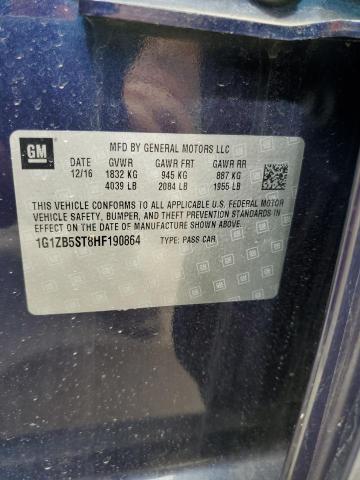 GM
MFD BY GENERAL MOTORS LLC
12/16 GVWR GAWR FRT GAWR RR
1832 KG 945 KG 887 KG
4039 LB 2084 LB 1955 LB
THIS VEHICLE CONFORMS TO ALL APPLICABLE U.S. FEDERAL MOTOR
VEHICLE SAFETY, BUMPER, AND THEFT PREVENTION STANDARDS IN
EFFECT ON THE DATE OF MANUFACTURE SHOWN ABOVE.
1G1ZB5ST8HF190864 TYPE: PASS CAR